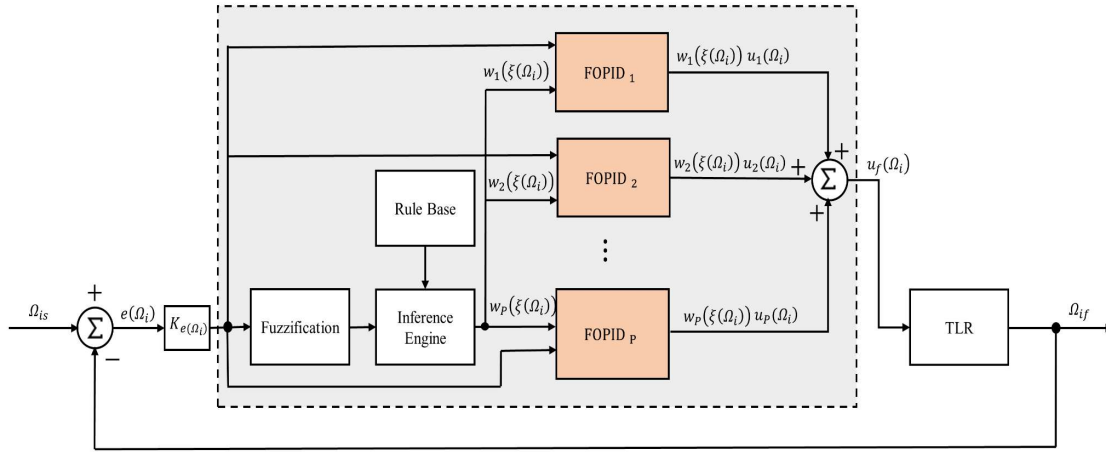 w₁(ξ(Ωᵢ))
FOPID ₁
w₁(ξ(Ωᵢ)) u₁(Ωᵢ)
+
w₂(ξ(Ωᵢ))
FOPID ₂
w₂(ξ(Ωᵢ)) u₂(Ωᵢ)
+
Σ
u_f(Ωᵢ)
+
Rule Base
⋮
Ω_is
+
Σ
−
e(Ωᵢ)
K_e(Ωᵢ)
Fuzzification
Inference
Engine
w_P(ξ(Ωᵢ))
FOPID _P
w_P(ξ(Ωᵢ)) u_P(Ωᵢ)
TLR
Ω_if